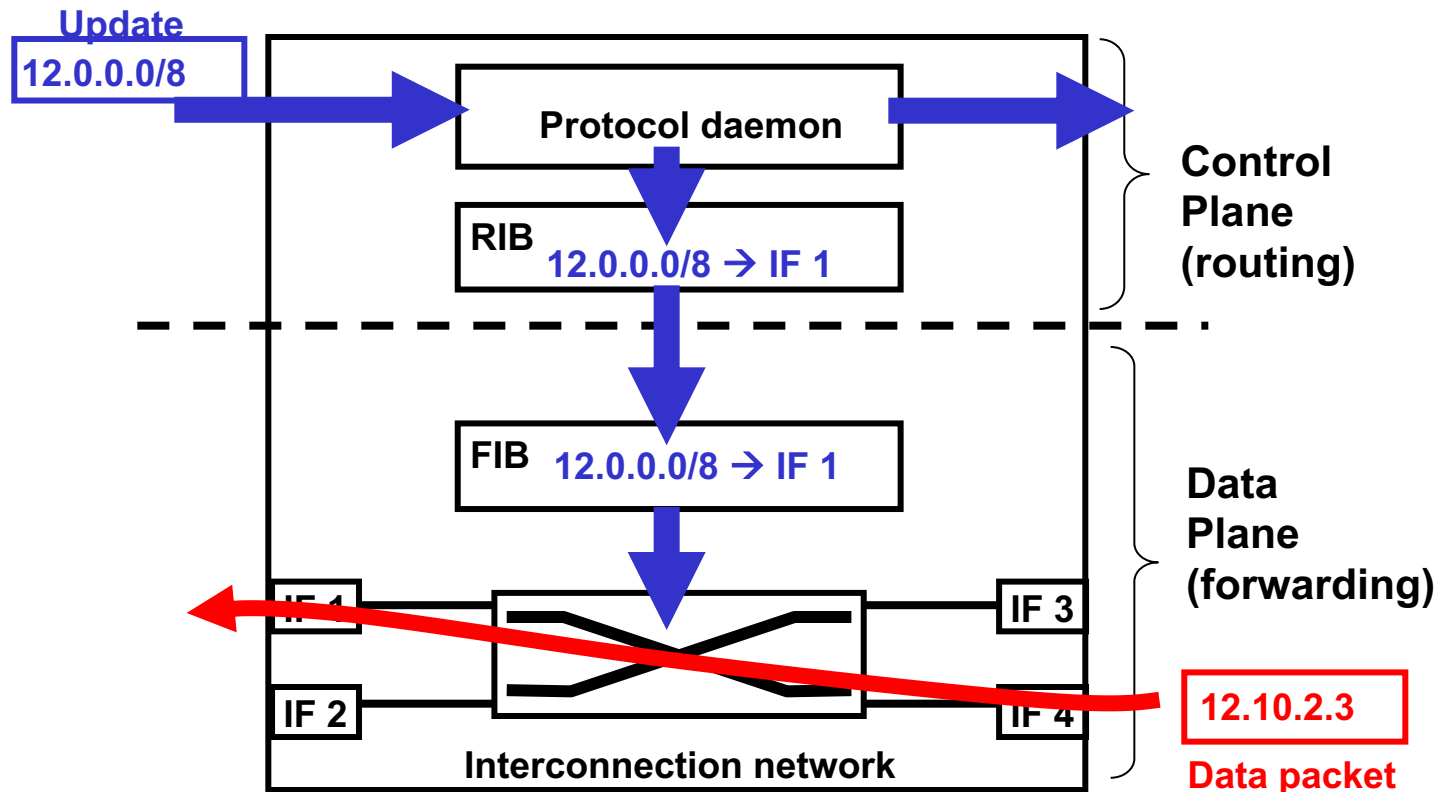 Update
12.0.0.0/8
Protocol daemon
RIB
12.0.0.0/8 → IF 1
Control
Plane
(routing)
FIB
12.0.0.0/8 → IF 1
Data
Plane
(forwarding)
IF 1
IF 3
IF 2
IF 4
12.10.2.3
Interconnection network
Data packet